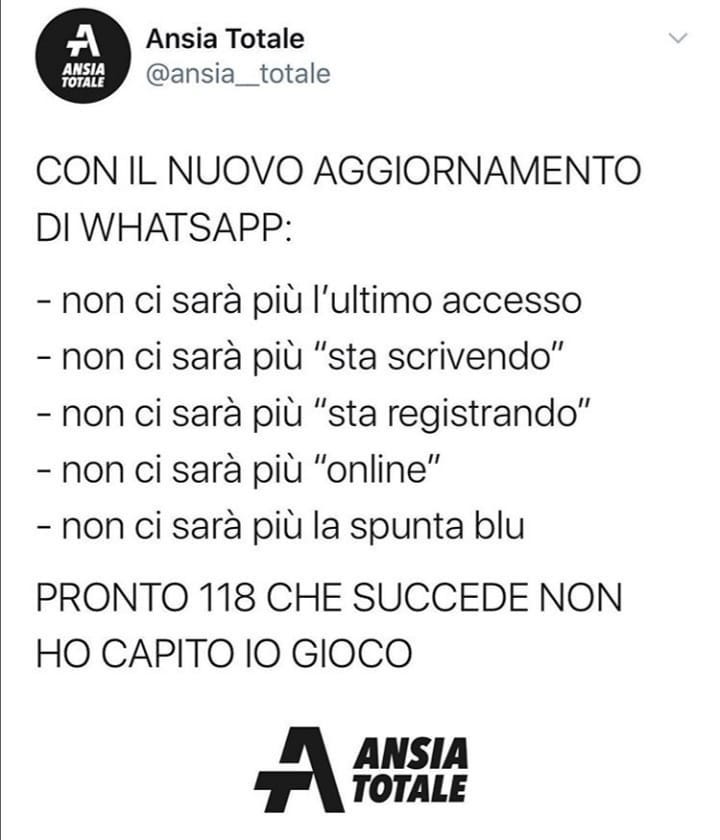 Ansia Totale
@ansia__totale
ANSIA
TOTALE
CON IL NUOVO AGGIORNAMENTO
DI WHATSAPP:
- non ci sarà più l’ultimo accesso
- non ci sarà più “sta scrivendo”
- non ci sarà più “sta registrando”
- non ci sarà più “online”
- non ci sarà più la spunta blu
PRONTO 118 CHE SUCCEDE NON
HO CAPITO IO GIOCO
ANSIA
TOTALE